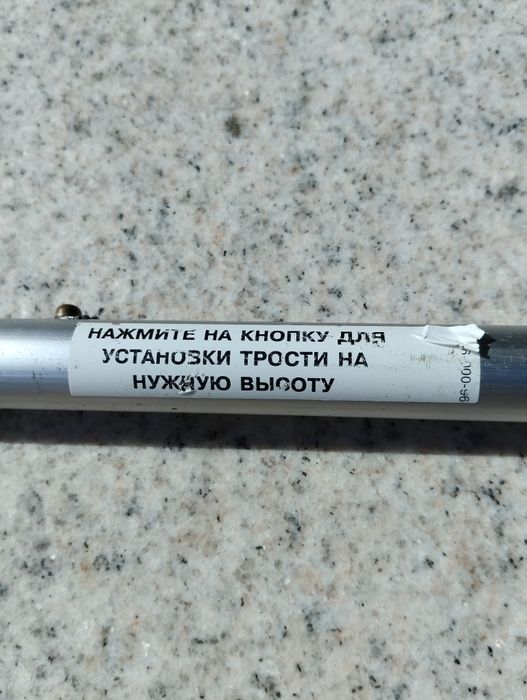 НАЖМИТЕ НА КНОПКУ ДЛЯ
УСТАНОВКИ ТРОСТИ НА
НУЖНУЮ ВЫСОТУ